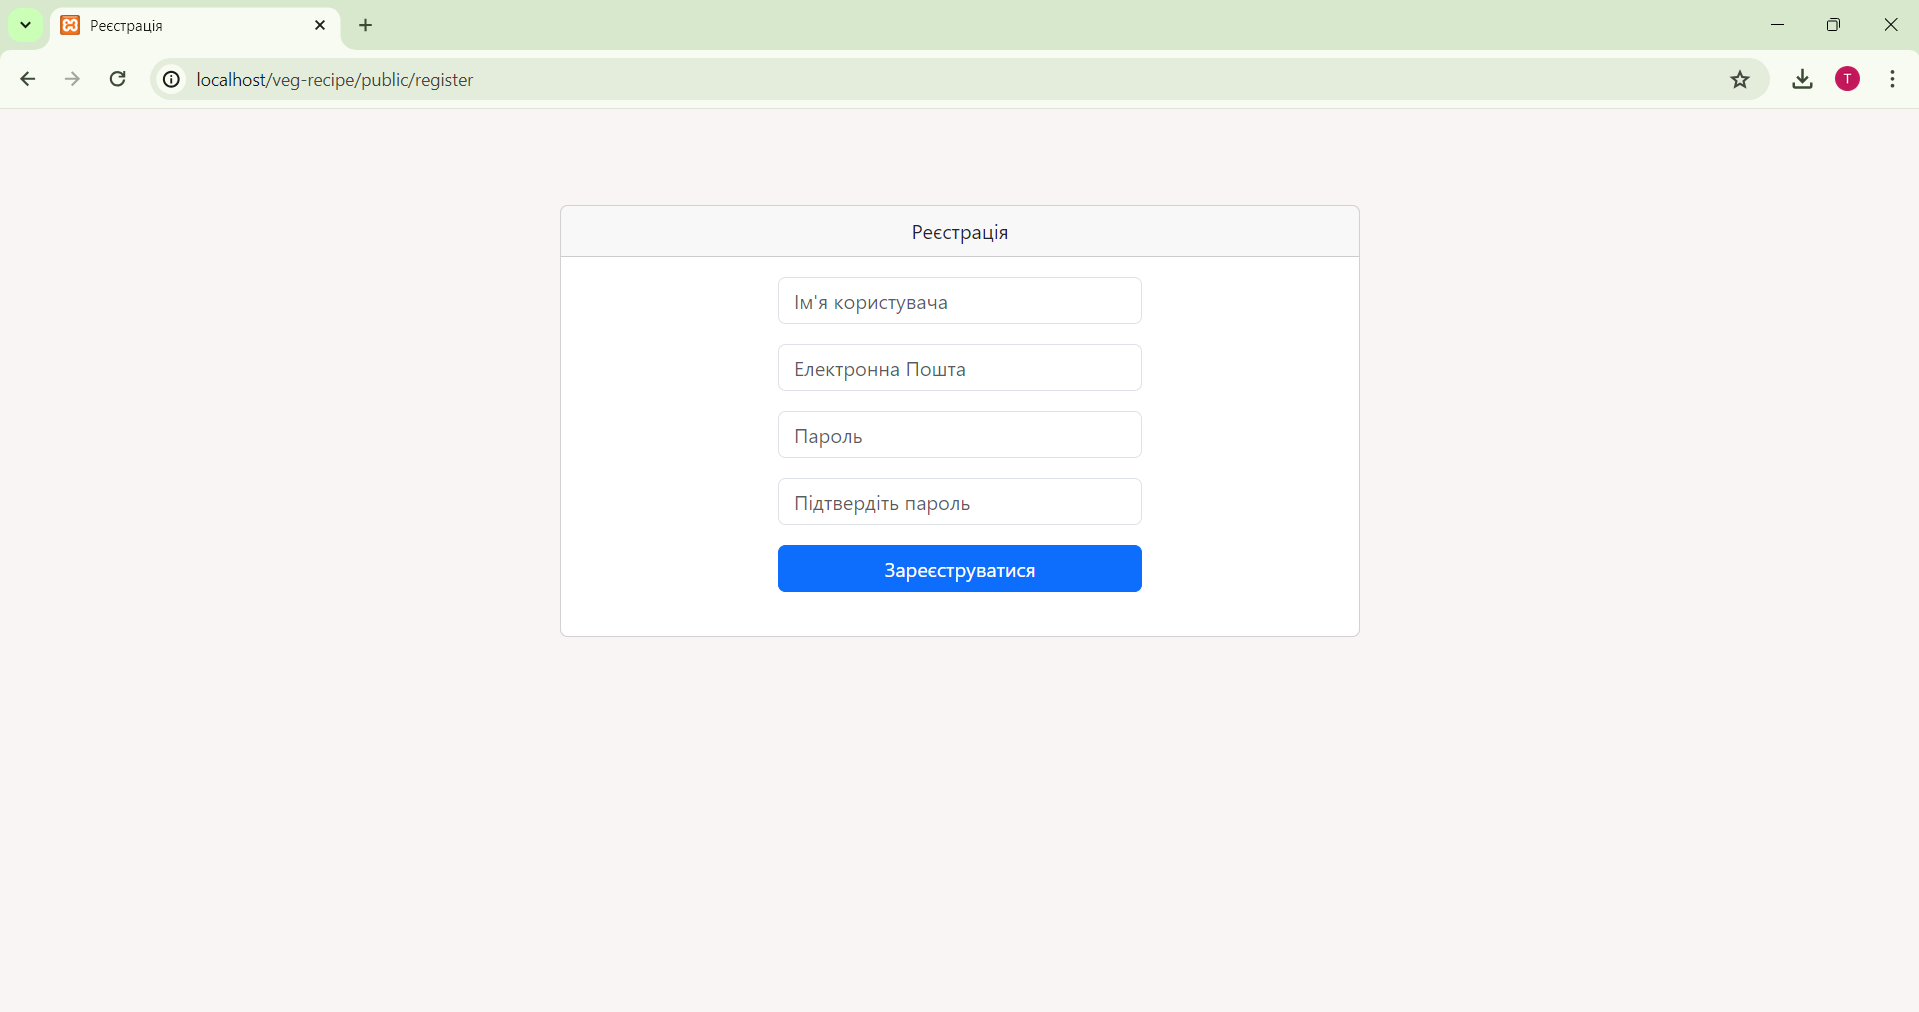 Реєстрація
localhost/veg-recipe/public/register
T
Реєстрація
Ім'я користувача
Електронна Пошта
Пароль
Підтвердіть пароль
Зареєструватися